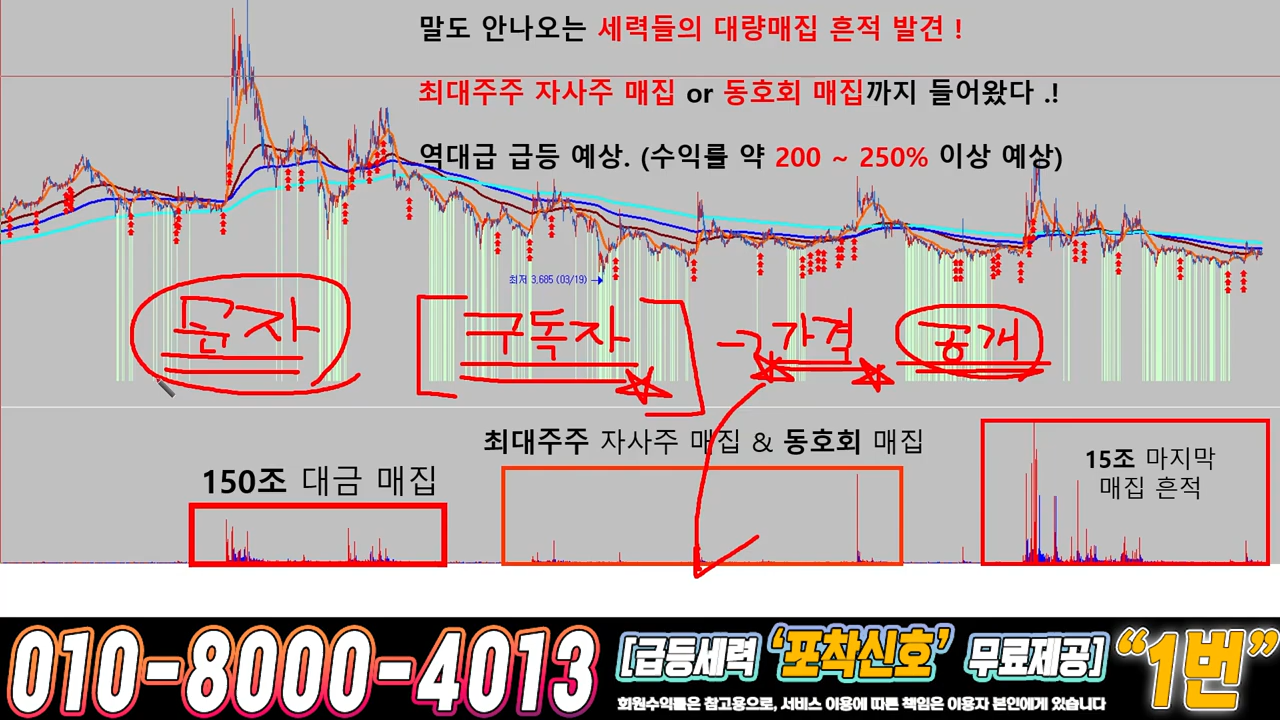 말도 안나오는 세력들의 대량매집 흔적 발견 !
최대주주 자사주 매집 or 동호회 매집까지 들어왔다 .!
역대급 급등 예상. (수익률 약 200 ~ 250% 이상 예상)
최저 3,685 (03/19)
문자 구독자 가격 공개
최대주주 자사주 매집 & 동호회 매집
150조 대금 매집
15조 마지막
매집 흔적
010-8000-4013
[급등세력 ‘포착신호’ 무료제공] “1번”
회원수익률은 참고용으로, 서비스 이용에 따른 책임은 이용자 본인에게 있습니다